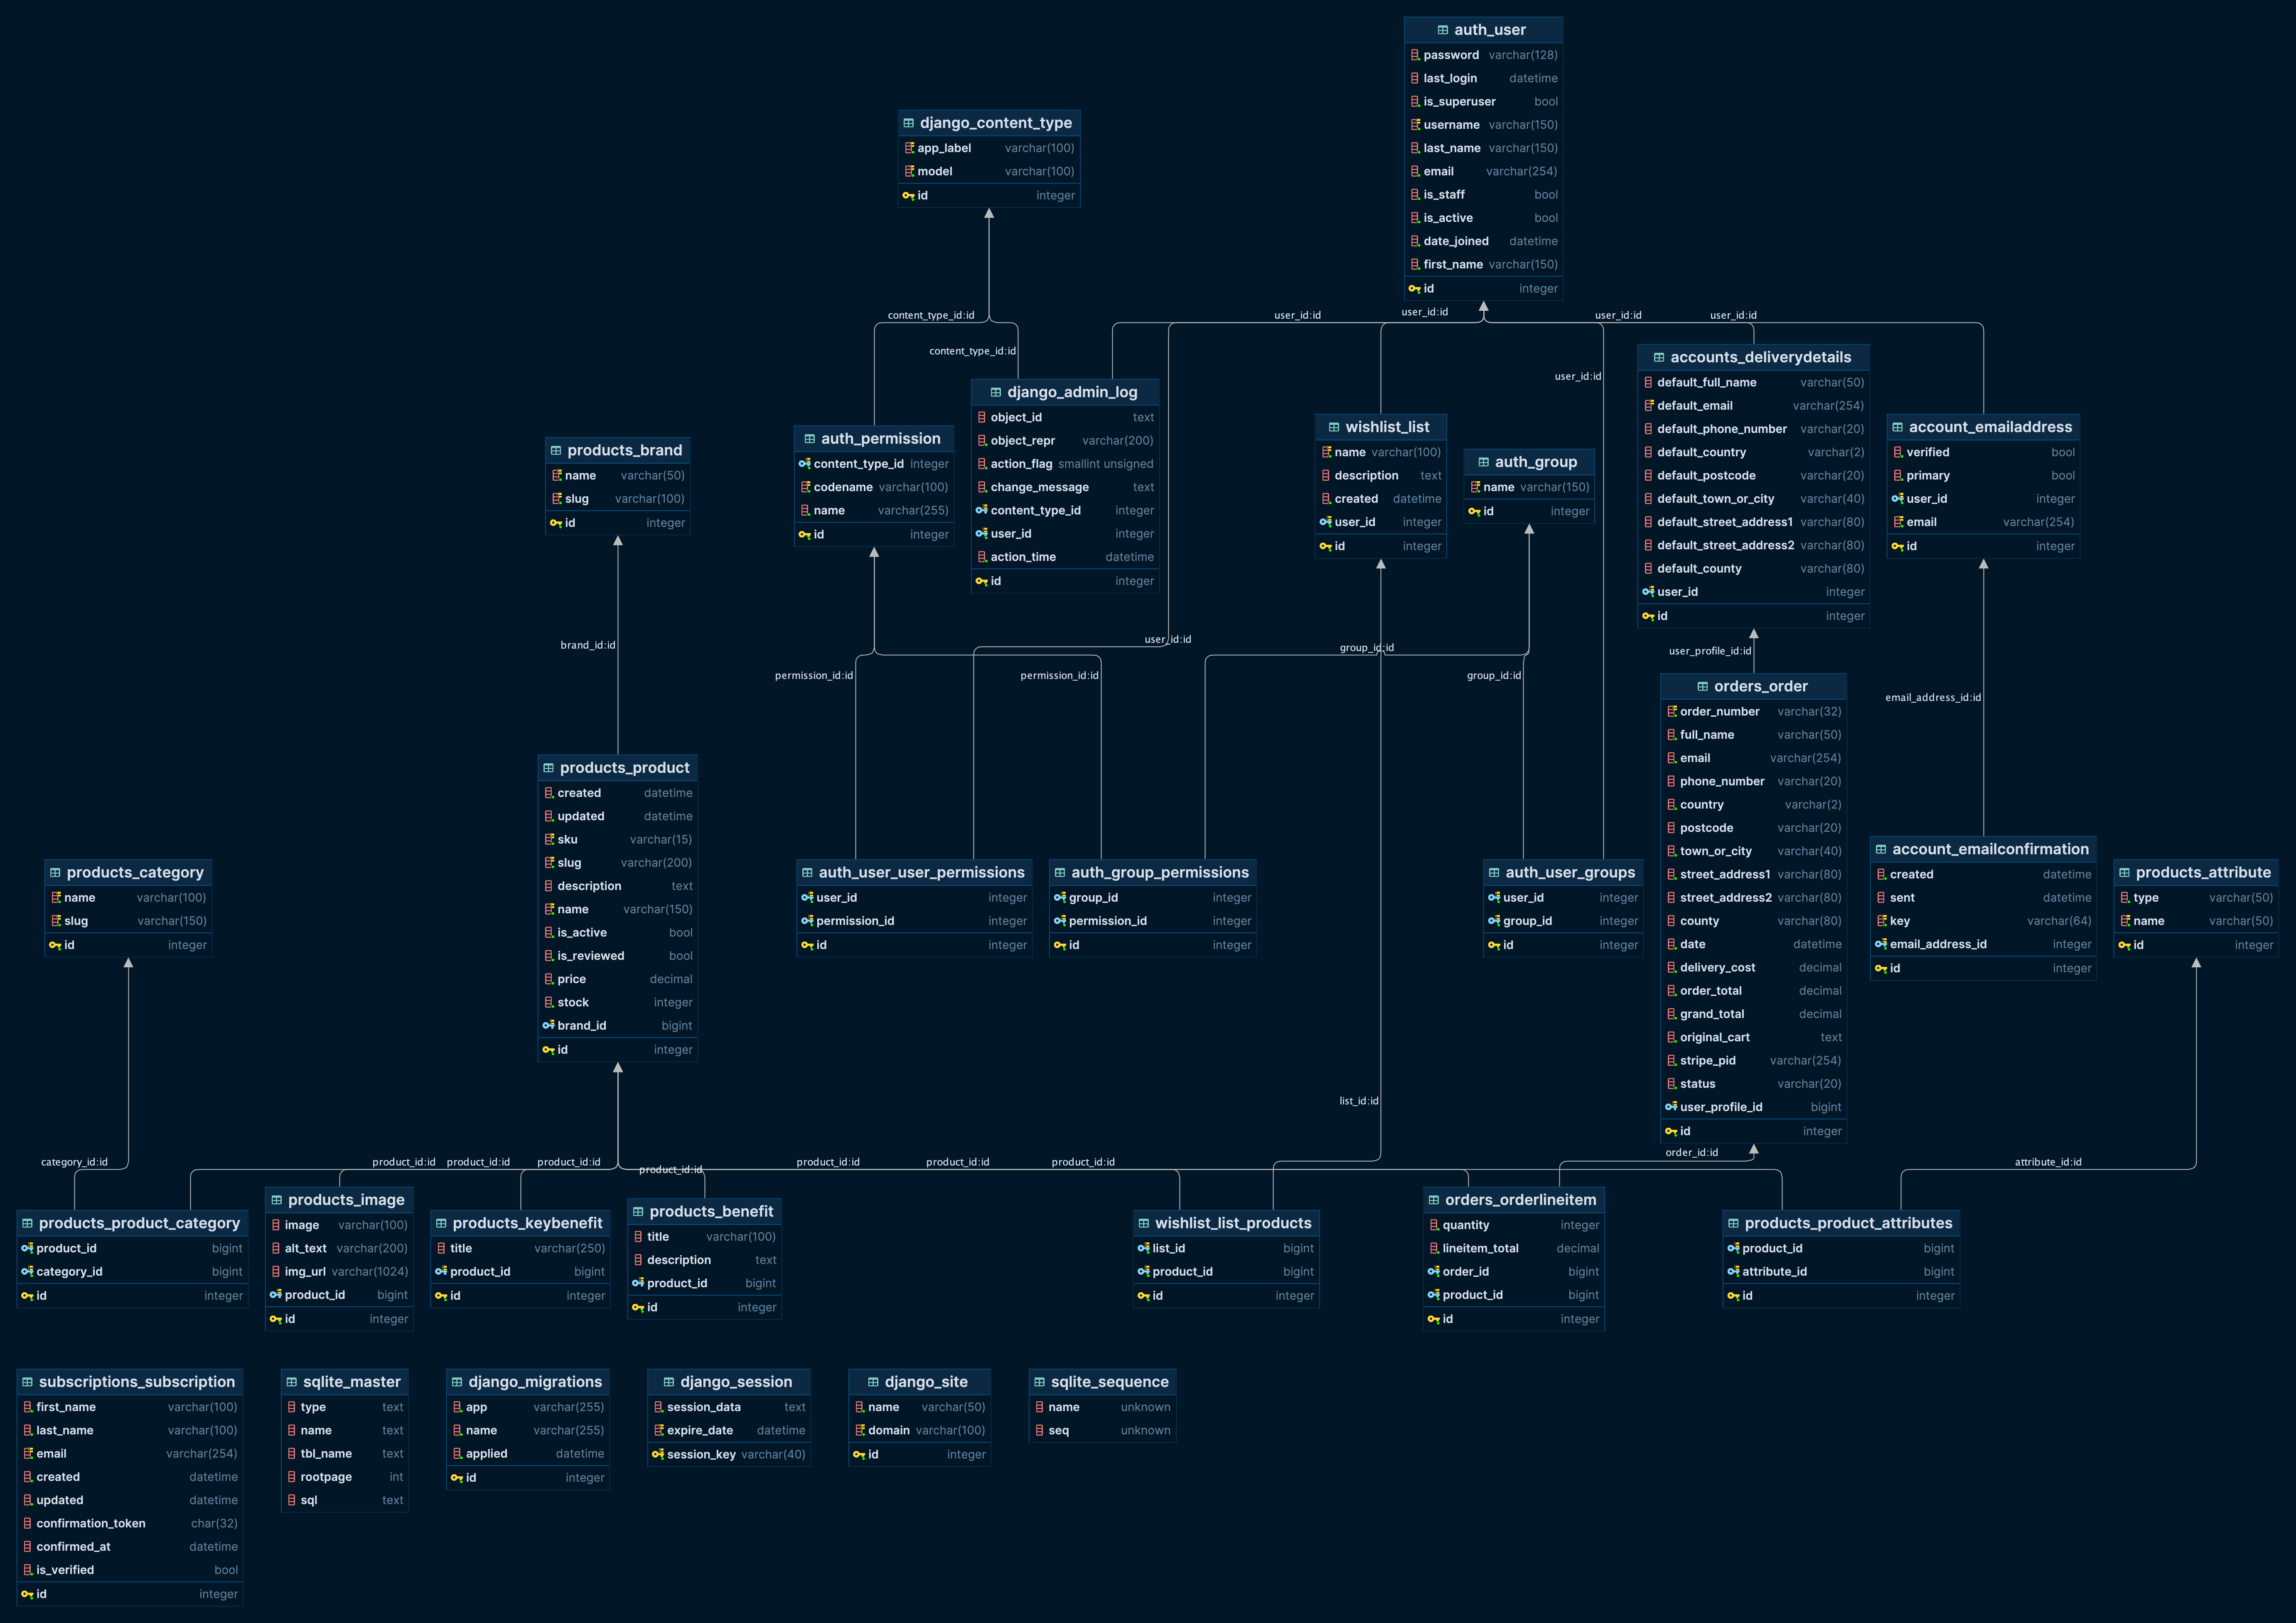 auth_user
password varchar(128)
last_login datetime
is_superuser bool
username varchar(150)
last_name varchar(150)
email varchar(254)
is_staff bool
is_active bool
date_joined datetime
first_name varchar(150)
id integer
django_content_type
app_label varchar(100)
model varchar(100)
id integer
content_type_id:id
content_type_id:id
user_id:id
user_id:id
user_id:id
user_id:id
user_id:id
accounts_deliverydetails
default_full_name varchar(50)
default_email varchar(254)
default_phone_number varchar(20)
default_country varchar(2)
default_postcode varchar(20)
default_town_or_city varchar(40)
default_street_address1 varchar(80)
default_street_address2 varchar(80)
default_county varchar(80)
user_id integer
id integer
django_admin_log
object_id text
object_repr varchar(200)
action_flag smallint unsigned
change_message text
content_type_id integer
user_id integer
action_time datetime
id integer
wishlist_list
name varchar(100)
description text
created datetime
user_id integer
id integer
account_emailaddress
verified bool
primary bool
user_id integer
email varchar(254)
id integer
auth_permission
content_type_id integer
codename varchar(100)
name varchar(255)
id integer
products_brand
name varchar(50)
slug varchar(100)
id integer
auth_group
name varchar(150)
id integer
brand_id:id
permission_id:id
user_id:id
permission_id:id
group_id:id
group_id:id
user_profile_id:id
email_address_id:id
orders_order
order_number varchar(32)
full_name varchar(50)
email varchar(254)
phone_number varchar(20)
country varchar(2)
postcode varchar(20)
town_or_city varchar(40)
street_address1 varchar(80)
street_address2 varchar(80)
county varchar(80)
date datetime
delivery_cost decimal
order_total decimal
grand_total decimal
original_cart text
stripe_pid varchar(254)
status varchar(20)
user_profile_id bigint
id integer
products_product
created datetime
updated datetime
sku varchar(15)
slug varchar(200)
description text
name varchar(150)
is_active bool
is_reviewed bool
price decimal
stock integer
brand_id bigint
id integer
account_emailconfirmation
created datetime
sent datetime
key varchar(64)
email_address_id integer
id integer
products_category
name varchar(100)
slug varchar(150)
id integer
auth_user_user_permissions
user_id integer
permission_id integer
id integer
auth_group_permissions
group_id integer
permission_id integer
id integer
auth_user_groups
user_id integer
group_id integer
id integer
products_attribute
type varchar(50)
name varchar(50)
id integer
list_id:id
category_id:id
product_id:id
product_id:id
product_id:id
product_id:id
product_id:id
product_id:id
product_id:id
order_id:id
attribute_id:id
products_product_category
product_id bigint
category_id bigint
id integer
products_image
image varchar(100)
alt_text varchar(200)
img_url varchar(1024)
product_id bigint
id integer
products_keybenefit
title varchar(250)
product_id bigint
id integer
products_benefit
title varchar(100)
description text
product_id bigint
id integer
wishlist_list_products
list_id bigint
product_id bigint
id integer
orders_orderlineitem
quantity integer
lineitem_total decimal
order_id bigint
product_id bigint
id integer
products_product_attributes
product_id bigint
attribute_id bigint
id integer
subscriptions_subscription
first_name varchar(100)
last_name varchar(100)
email varchar(254)
created datetime
updated datetime
confirmation_token char(32)
confirmed_at datetime
is_verified bool
id integer
sqlite_master
type text
name text
tbl_name text
rootpage int
sql text
django_migrations
app varchar(255)
name varchar(255)
applied datetime
id integer
django_session
session_data text
expire_date datetime
session_key varchar(40)
django_site
name varchar(50)
domain varchar(100)
id integer
sqlite_sequence
name unknown
seq unknown